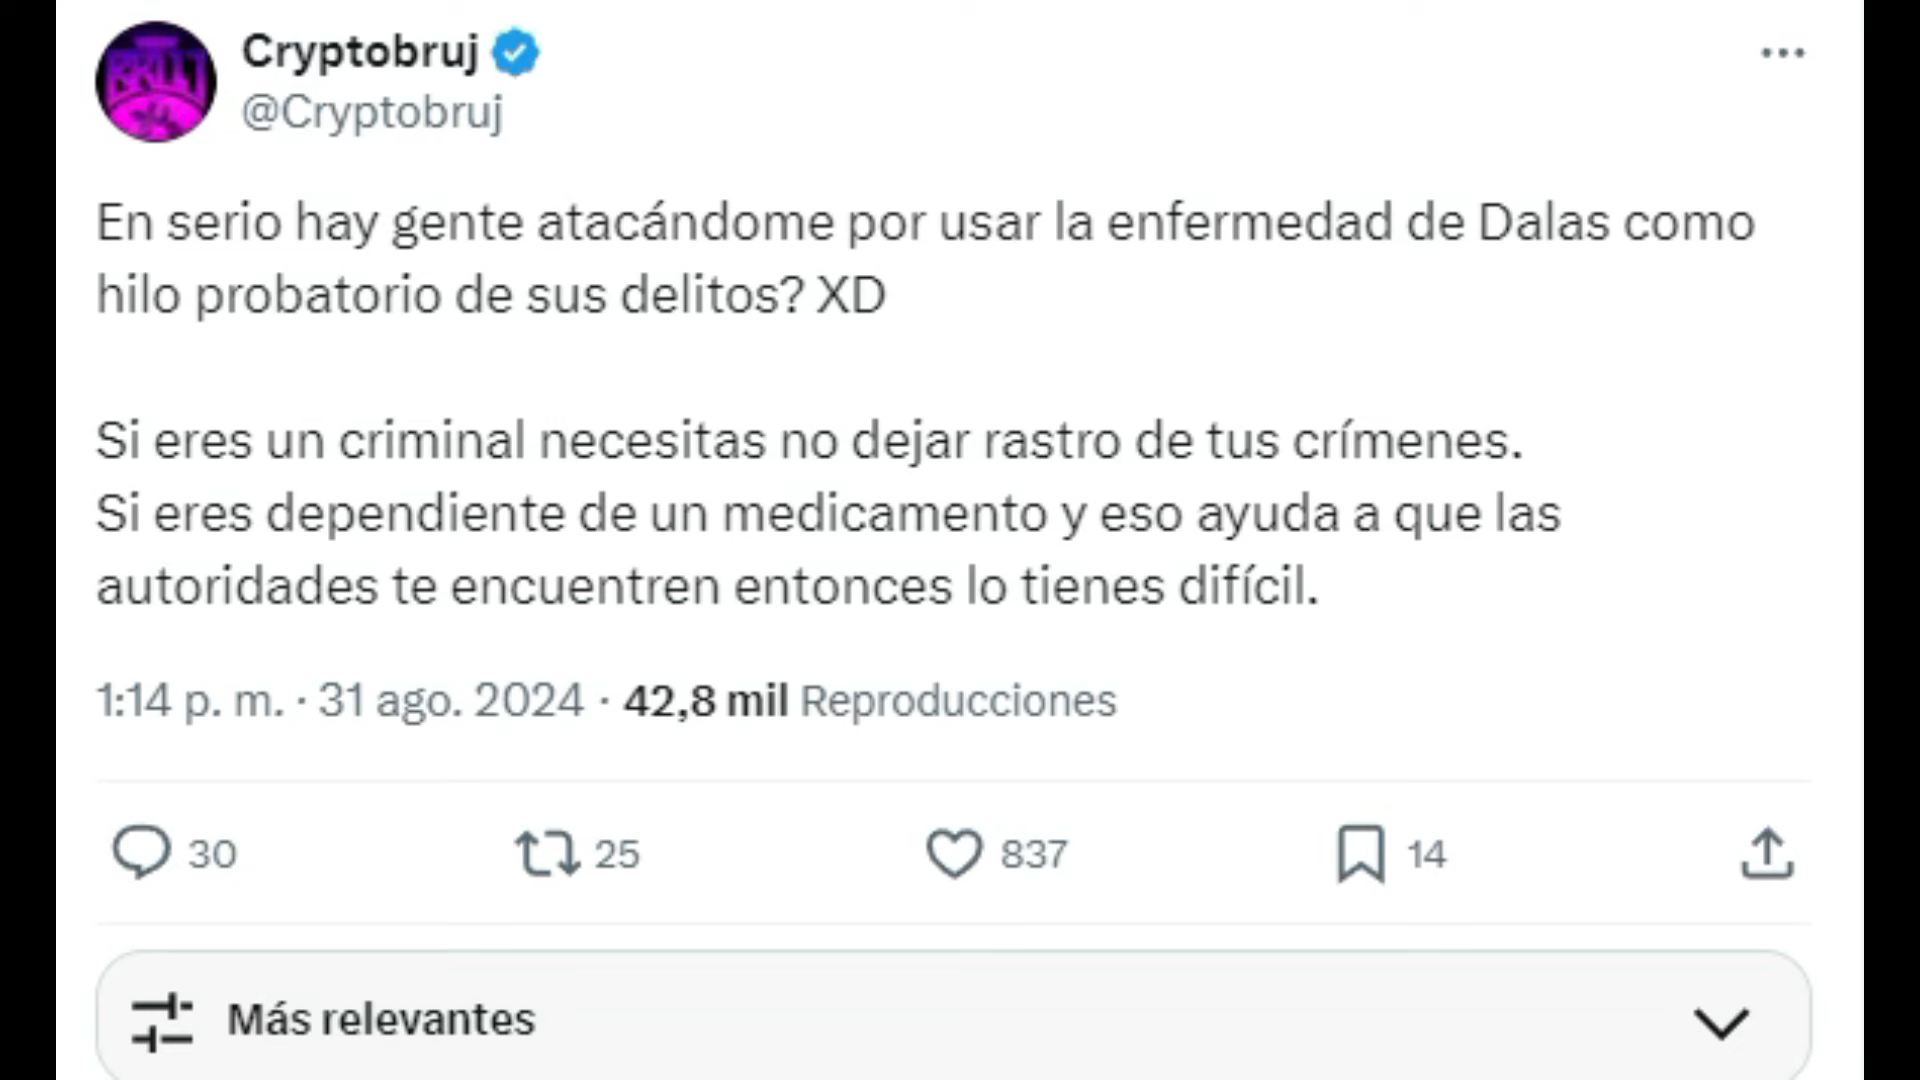 Cryptobruj
@Cryptobruj
En serio hay gente atacándome por usar la enfermedad de Dalas como
hilo probatorio de sus delitos? XD
Si eres un criminal necesitas no dejar rastro de tus crímenes.
Si eres dependiente de un medicamento y eso ayuda a que las
autoridades te encuentren entonces lo tienes difícil.
1:14 p. m. · 31 ago. 2024 · 42,8 mil Reproducciones
30 25 837 14
Más relevantes